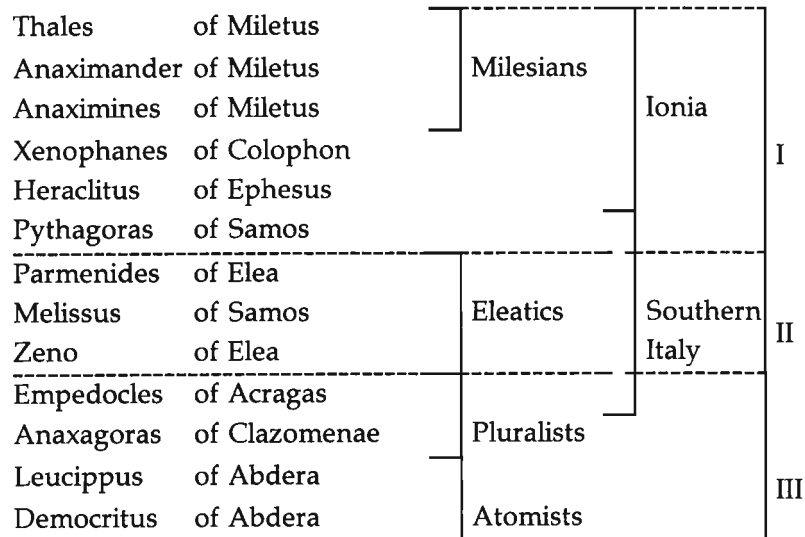 Thales of Miletus
Anaximander of Miletus Milesians
Anaximines of Miletus Ionia
Xenophanes of Colophon I
Heraclitus of Ephesus
Pythagoras of Samos
Parmenides of Elea
Melissus of Samos Eleatics Southern II
Zeno of Elea Italy
Empedocles of Acragas
Anaxagoras of Clazomenae Pluralists
Leucippus of Abdera III
Democritus of Abdera Atomists